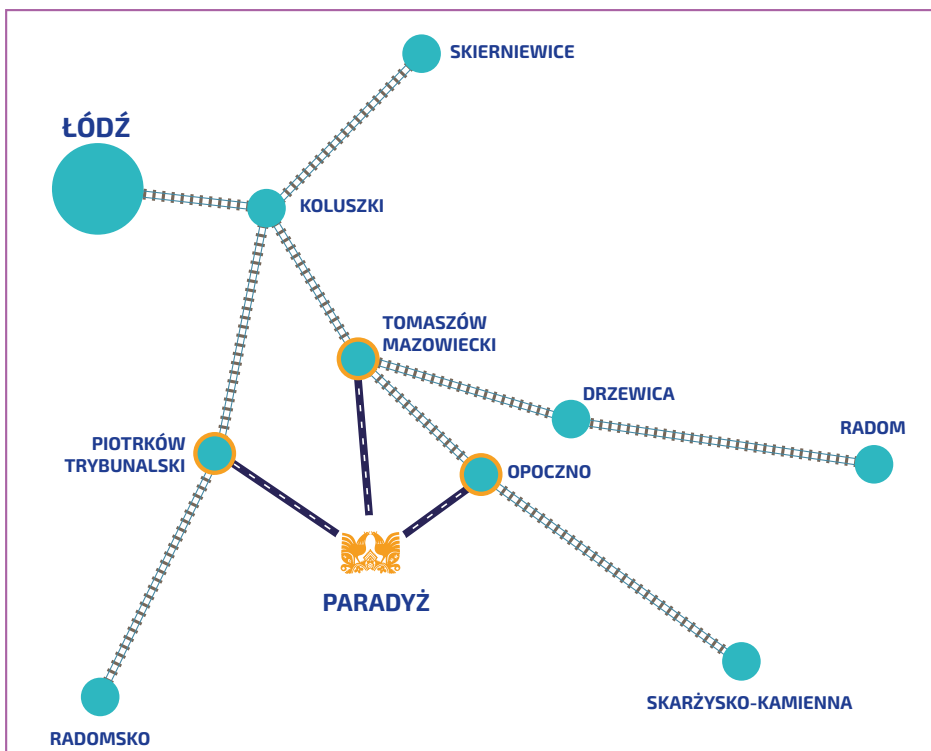 SKIERNIEWICE
ŁÓDŹ
KOLUSZKI
TOMASZÓW
MAZOWIECKI
DRZEWICA
RADOM
PIOTRKÓW
TRYBUNALSKI
OPOCZNO
PARADYŻ
SKARŻYSKO-KAMIENNA
RADOMSKO